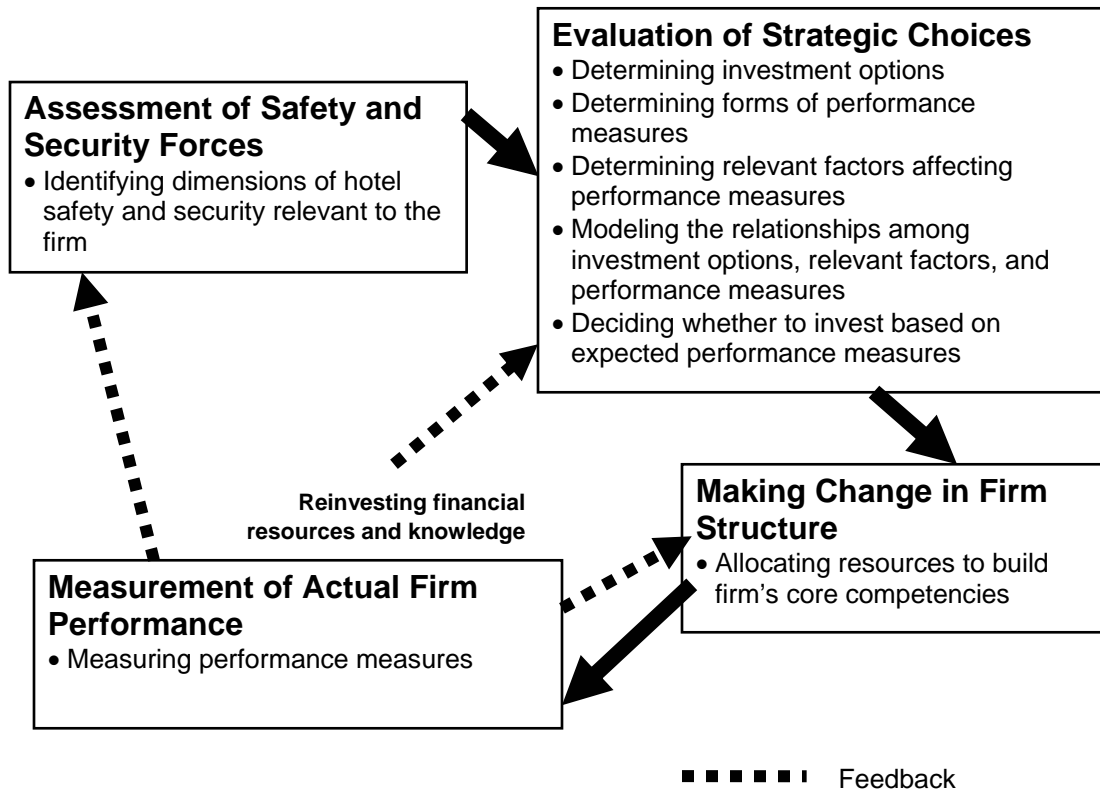 Assessment of Safety and
Security Forces
• Identifying dimensions of hotel
safety and security relevant to the
firm
Evaluation of Strategic Choices
• Determining investment options
• Determining forms of performance
measures
• Determining relevant factors affecting
performance measures
• Modeling the relationships among
investment options, relevant factors, and
performance measures
• Deciding whether to invest based on
expected performance measures
Reinvesting financial
resources and knowledge
Making Change in Firm
Structure
• Allocating resources to build
firm's core competencies
Measurement of Actual Firm
Performance
• Measuring performance measures
Feedback